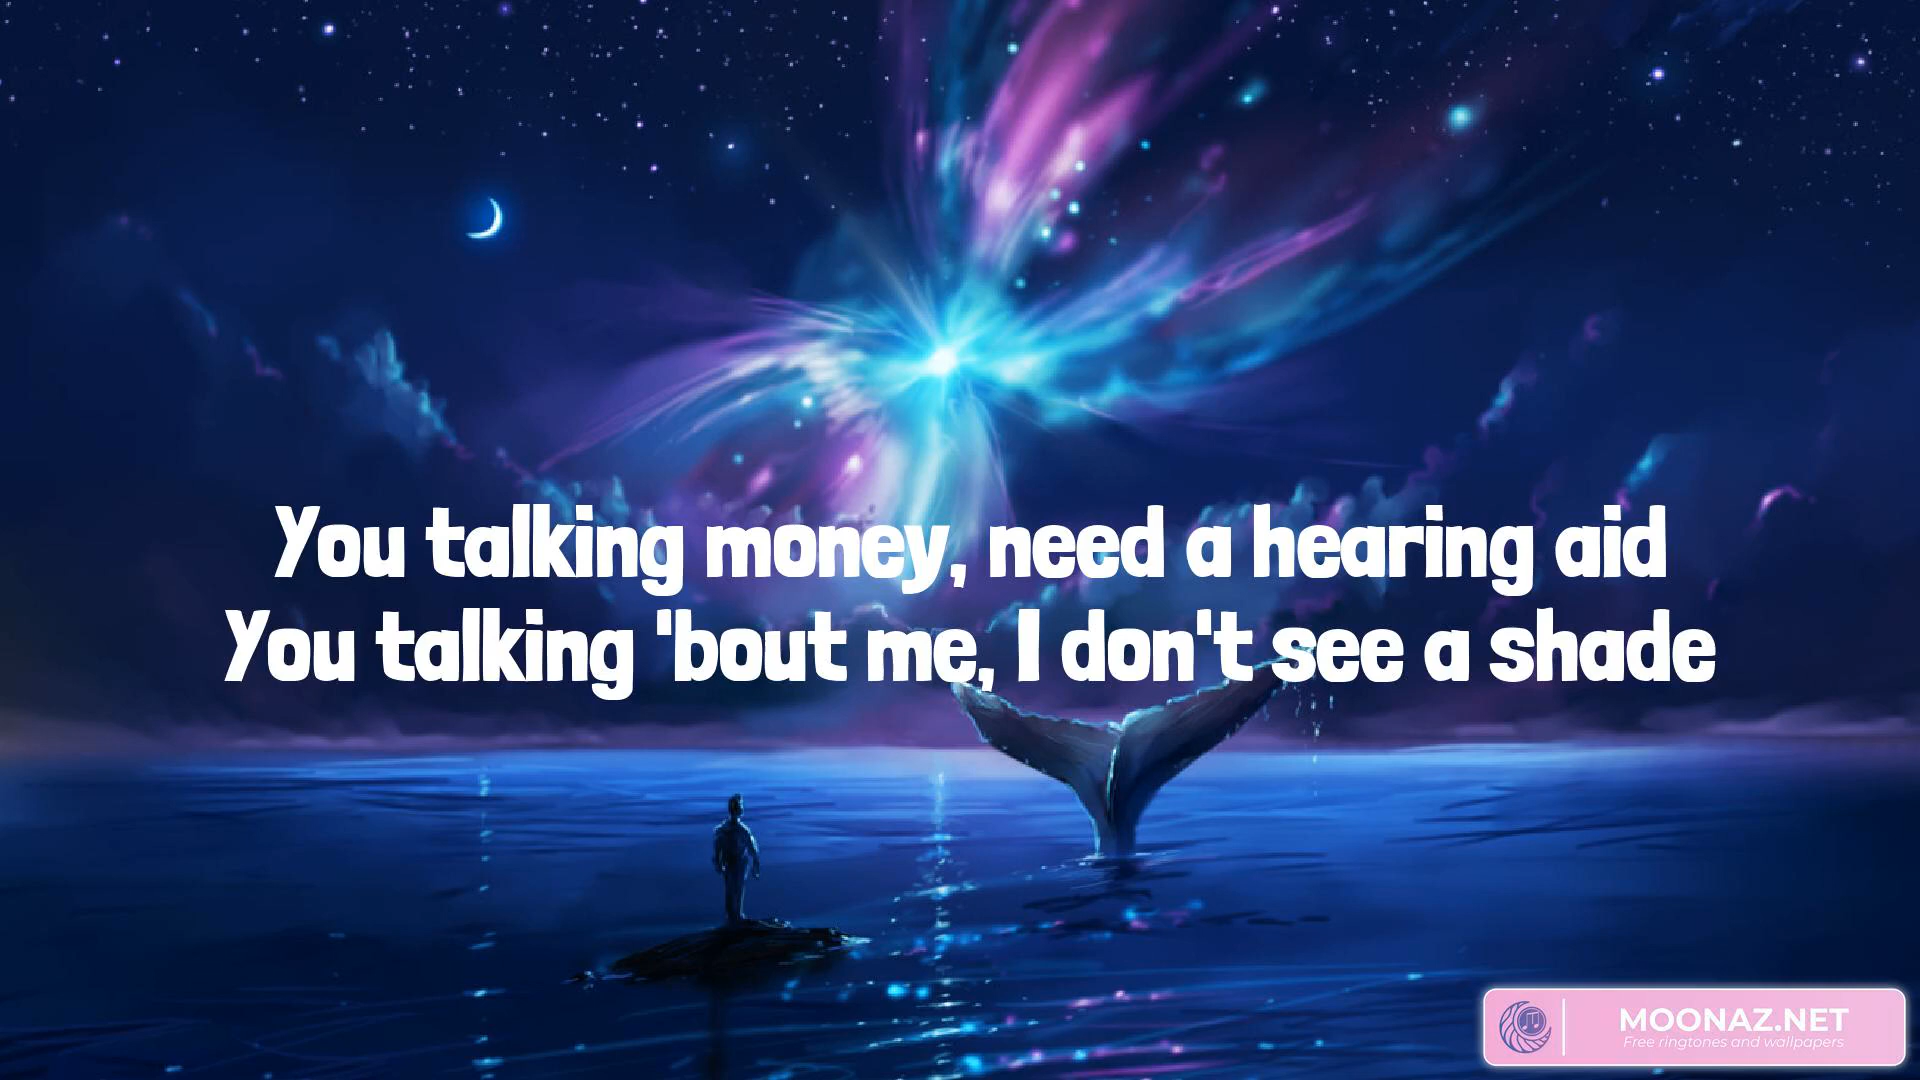 You talking money, need a hearing aid
You talking 'bout me, I don't see a shade
MOONAZ.NET
Free ringtones and wallpapers